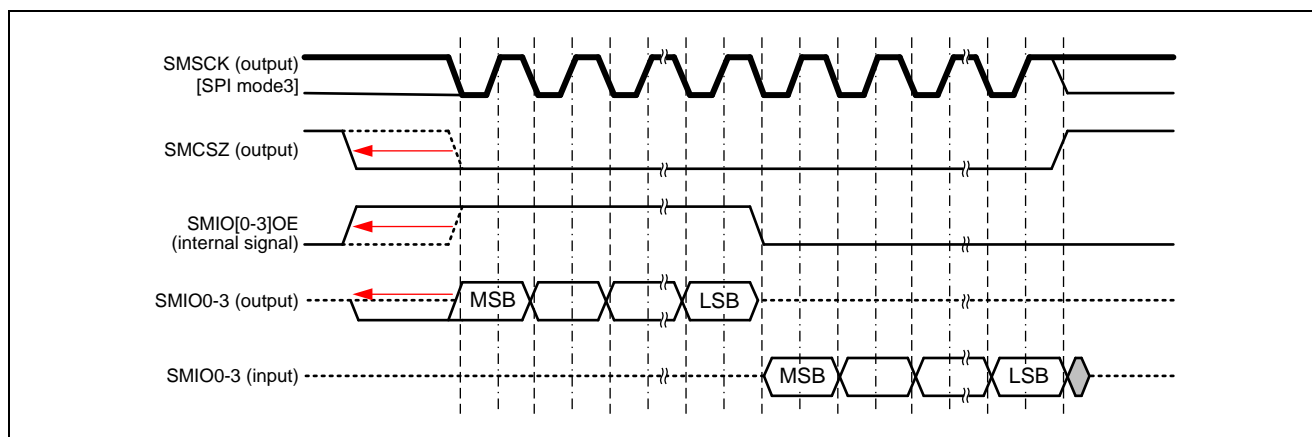 SMSCK (output)
[SPI mode3]
SMCSZ (output)
SMIO[0-3]OE
(internal signal)
SMIO0-3 (output)
MSB
LSB
SMIO0-3 (input)
MSB
LSB